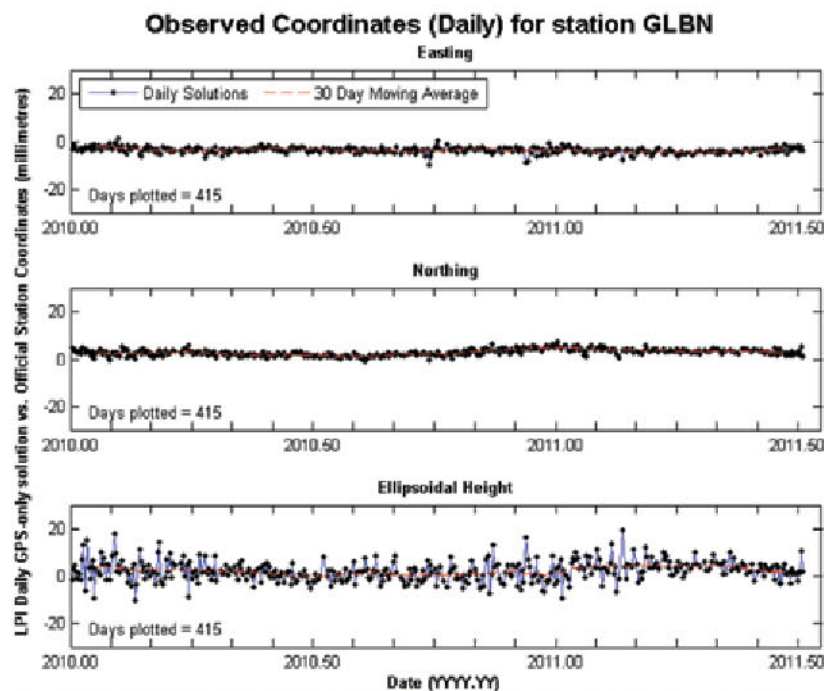 Observed Coordinates (Daily) for station GLBN
LPI Daily GPS-only solution vs. Official Station Coordinates (millimetres)
Easting
Daily Solutions
30 Day Moving Average
20
0
-20
Days plotted = 415
2010.00 2010.50 2011.00 2011.50
Northing
20
0
-20
Days plotted = 415
2010.00 2010.50 2011.00 2011.50
Ellipsoidal Height
20
0
-20
Days plotted = 415
2010.00 2010.50 2011.00 2011.50
Date (YYYY.YY)